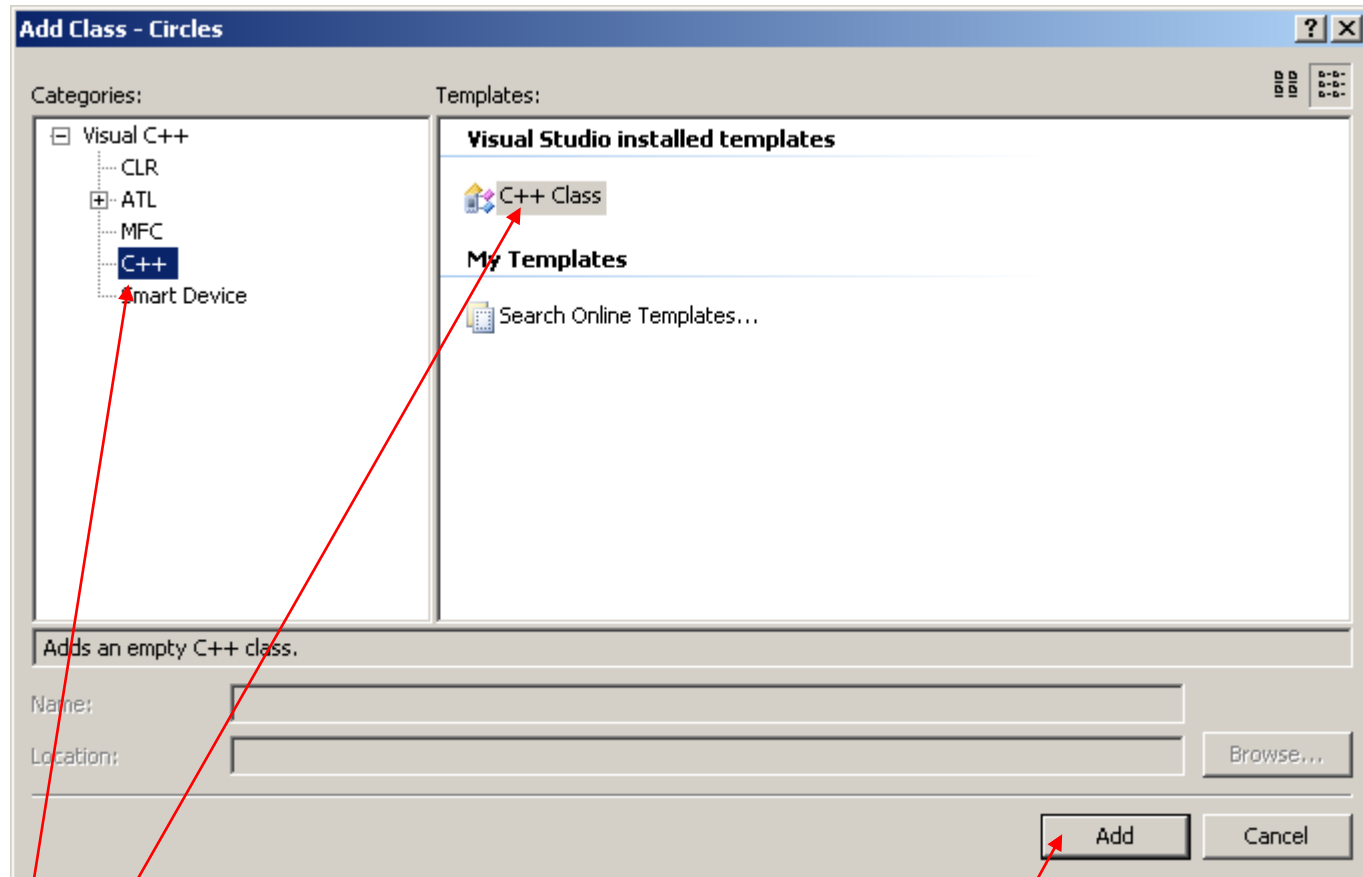 Add Class - Circles
Categories:
Templates:
Visual C++
CLR
ATL
MFC
C++
Smart Device
Visual Studio installed templates
C++ Class
My Templates
Search Online Templates...
Adds an empty C++ class.
Name:
Location:
Browse...
Add
Cancel